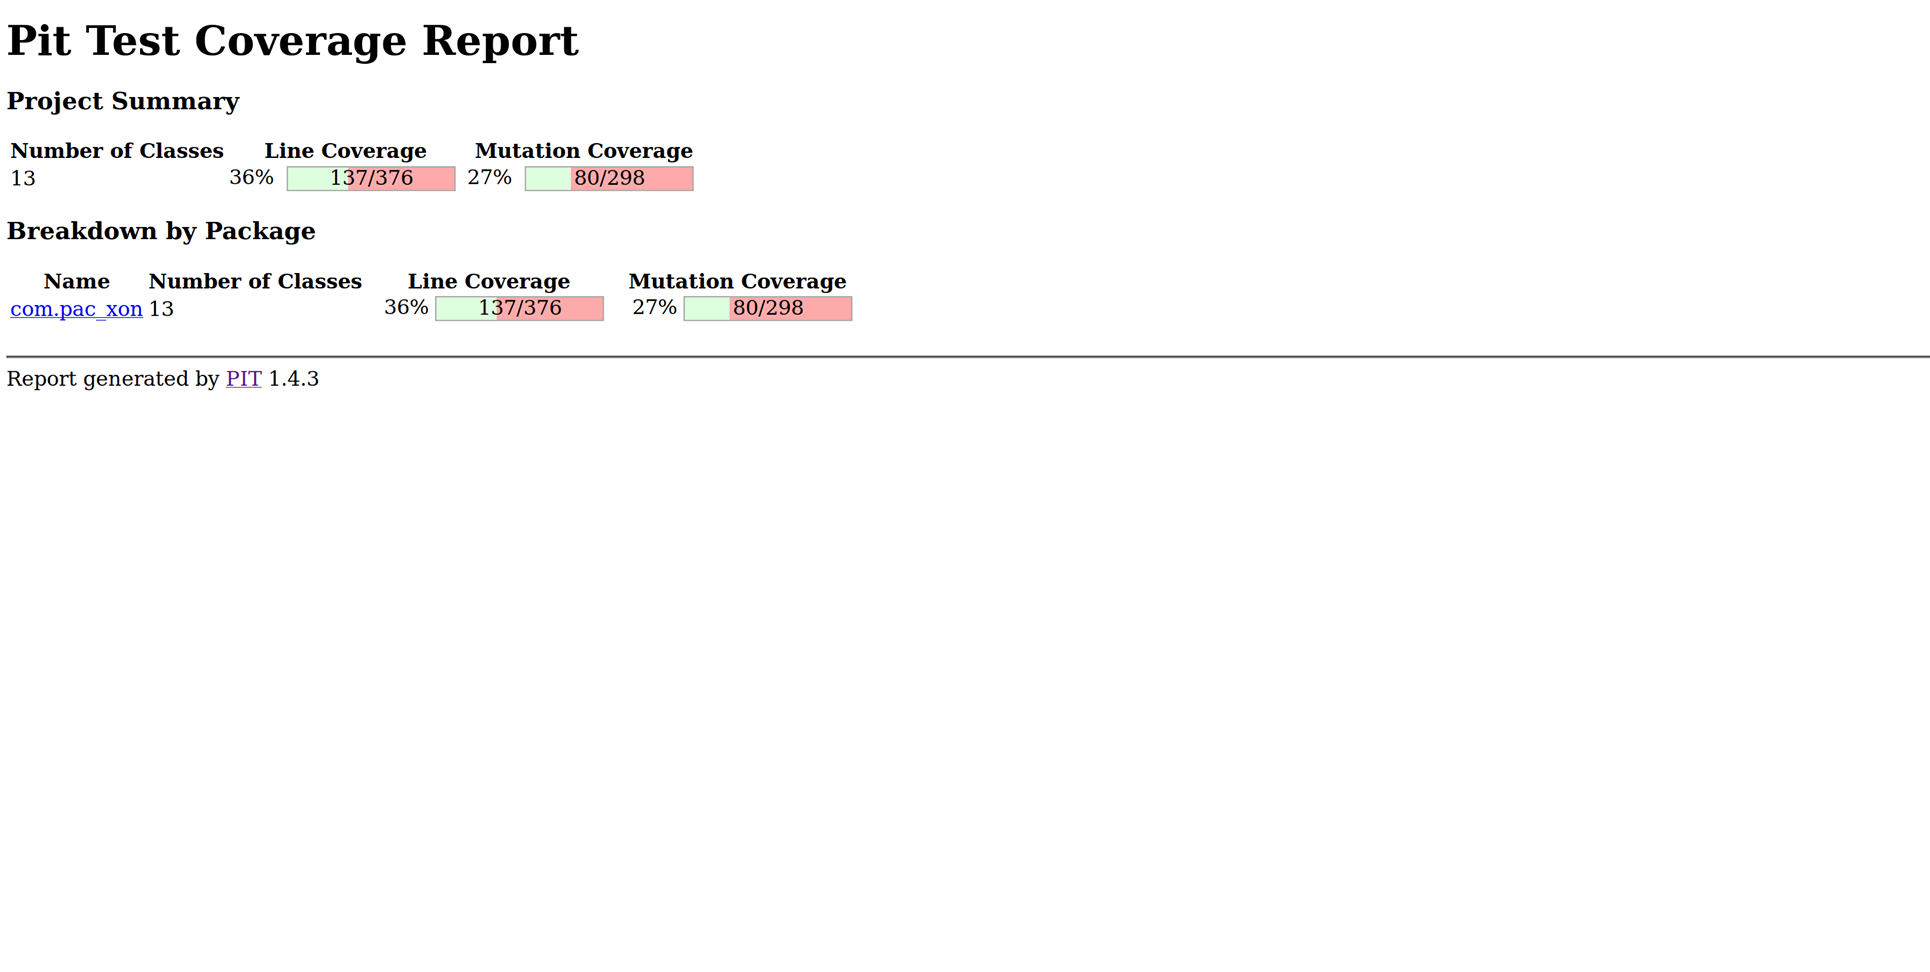 Pit Test Coverage Report
Project Summary
Number of Classes Line Coverage Mutation Coverage
13 36% 137/376 27% 80/298
Breakdown by Package
Name Number of Classes Line Coverage Mutation Coverage
com.pac_xon 13 36% 137/376 27% 80/298
Report generated by PIT 1.4.3